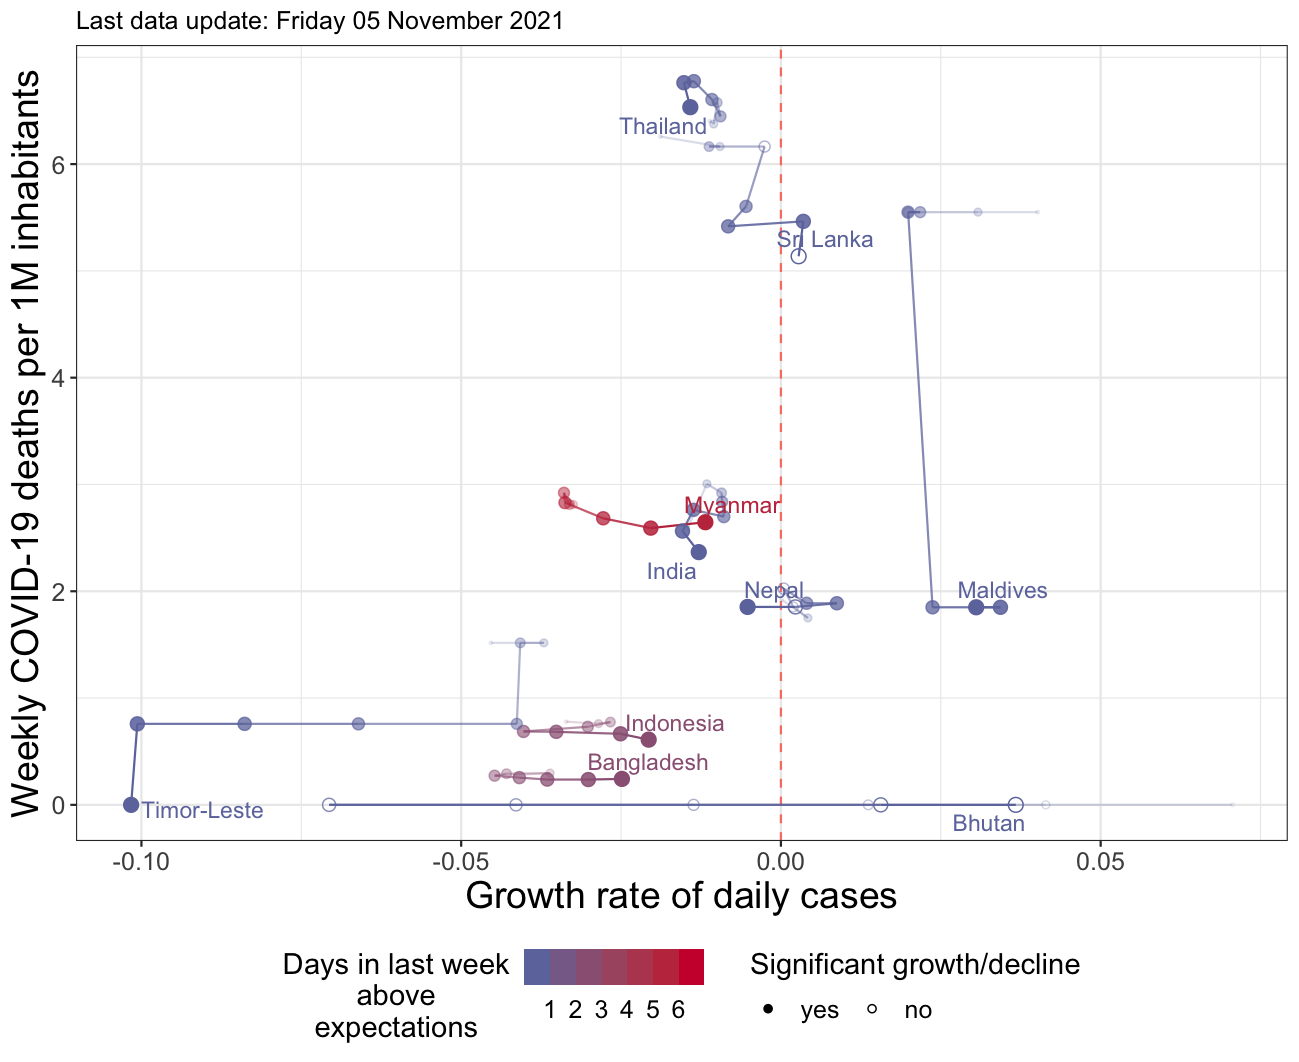 Last data update: Friday 05 November 2021
Weekly COVID-19 deaths per 1M inhabitants
6
4
2
0
Thailand
Sri Lanka
Myanmar
India
Nepal
Maldives
Indonesia
Bangladesh
Timor-Leste
Bhutan
-0.10
-0.05
0.00
0.05
Growth rate of daily cases
Days in last week
above
expectations
1 2 3 4 5 6
Significant growth/decline
yes no